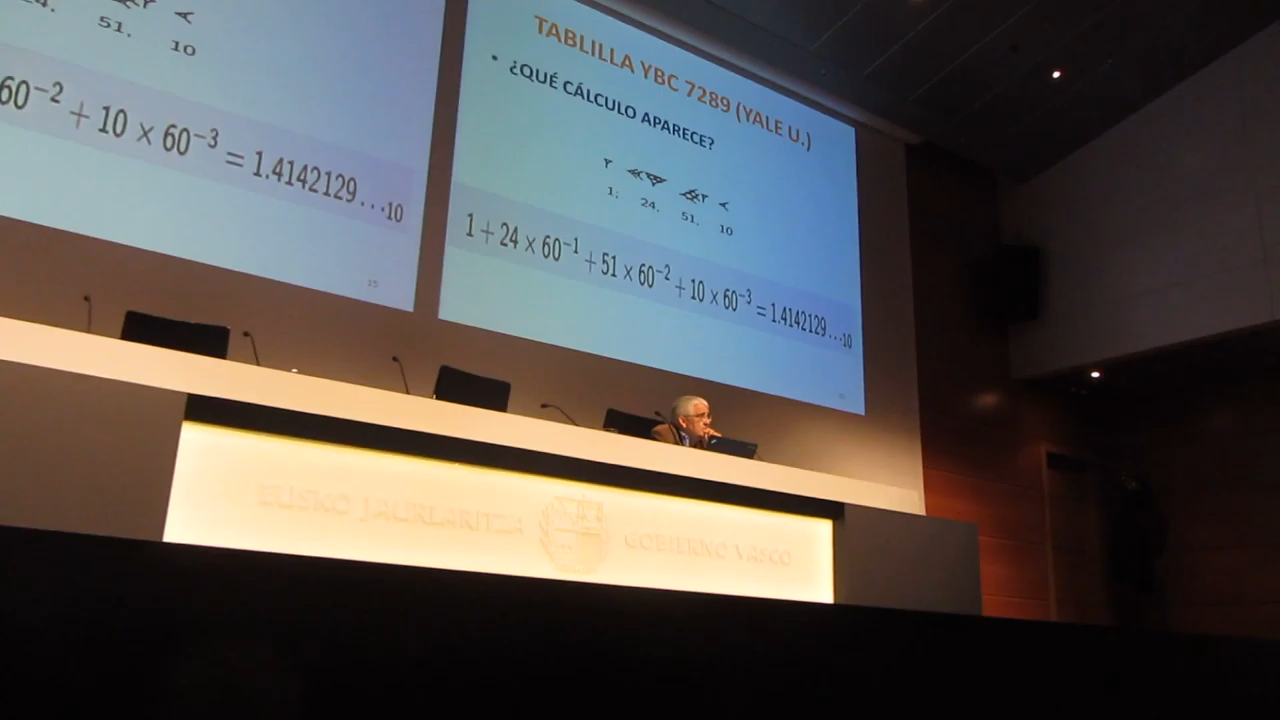 51. 10
60⁻² + 10 × 60⁻³ = 1.4142129...10
15
TABLILLA YBC 7289 (YALE U.)
• ¿QUÉ CÁLCULO APARECE?
1; 24, 51, 10
1 + 24 × 60⁻¹ + 51 × 60⁻² + 10 × 60⁻³ = 1.4142129...10
EUSKO JAURLARITZA GOBIERNO VASCO